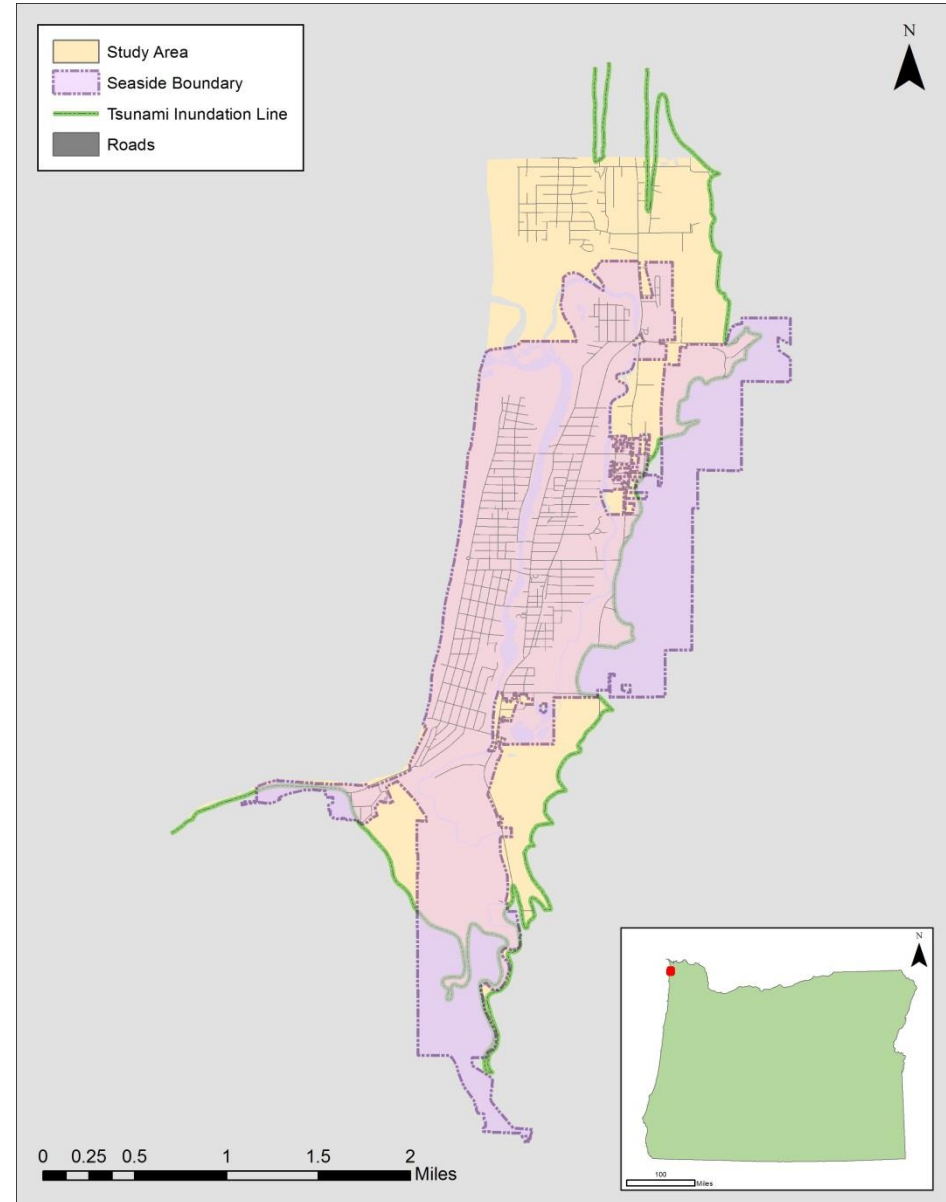 Study Area
Seaside Boundary
Tsunami Inundation Line
Roads
N
0 0.25 0.5 1 1.5 2
Miles
N
100
Miles